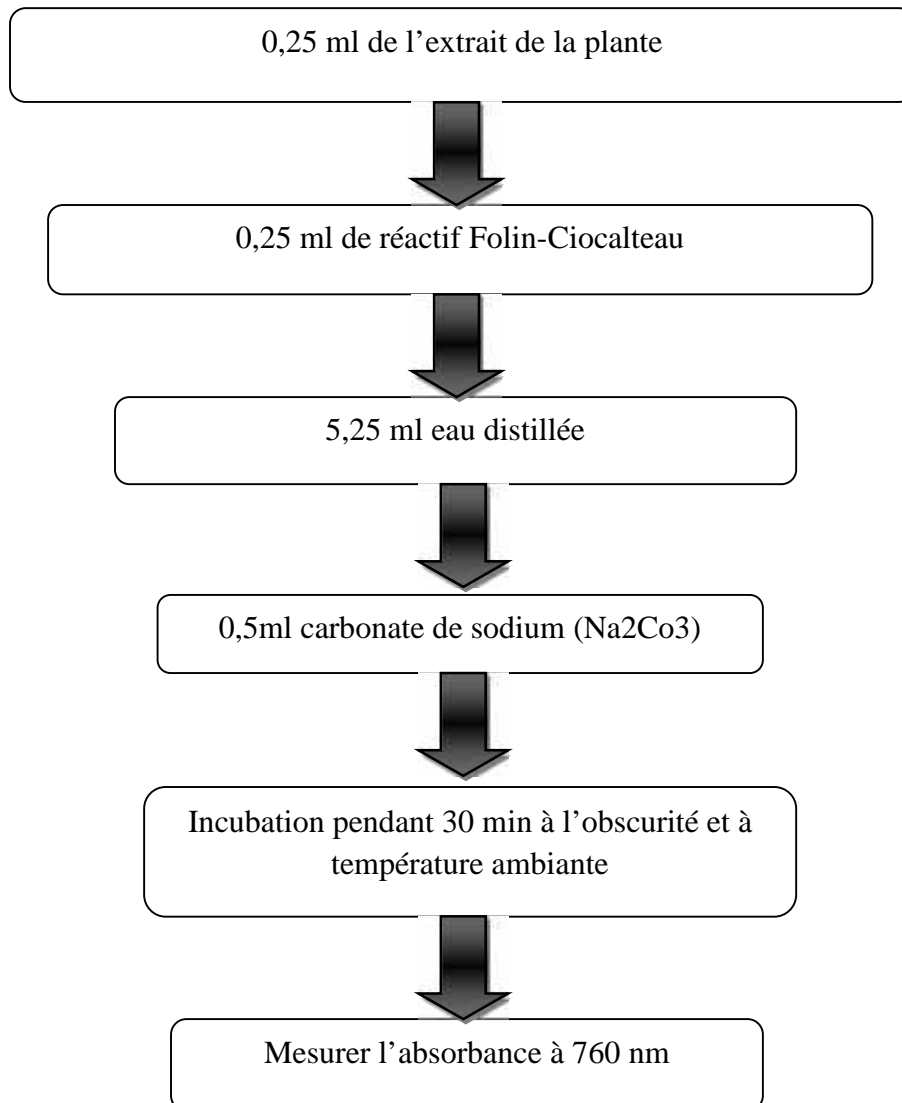 0,25 ml de l’extrait de la plante
0,25 ml de réactif Folin-Ciocalteau
5,25 ml eau distillée
0,5ml carbonate de sodium (Na2Co3)
Incubation pendant 30 min à l’obscurité et à
température ambiante
Mesurer l’absorbance à 760 nm